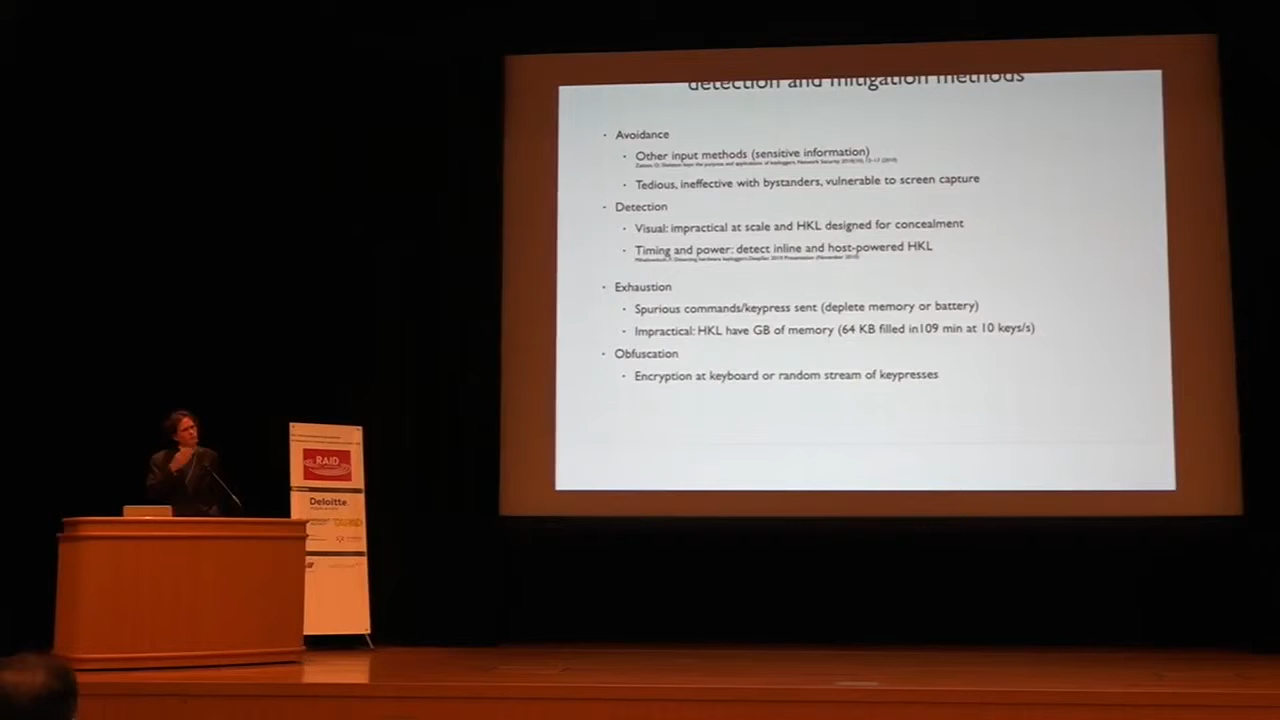 detection and mitigation methods
· Avoidance
· Other input methods (sensitive information)
· Tedious, ineffective with bystanders, vulnerable to screen capture
· Detection
· Visual: impractical at scale and HKL designed for concealment
· Timing and power: detect inline and host-powered HKL
· Exhaustion
· Spurious commands/keypress sent (deplete memory or battery)
· Impractical: HKL have GB of memory (64 KB filled in109 min at 10 keys/s)
· Obfuscation
· Encryption at keyboard or random stream of keypresses
RAID
Deloitte.